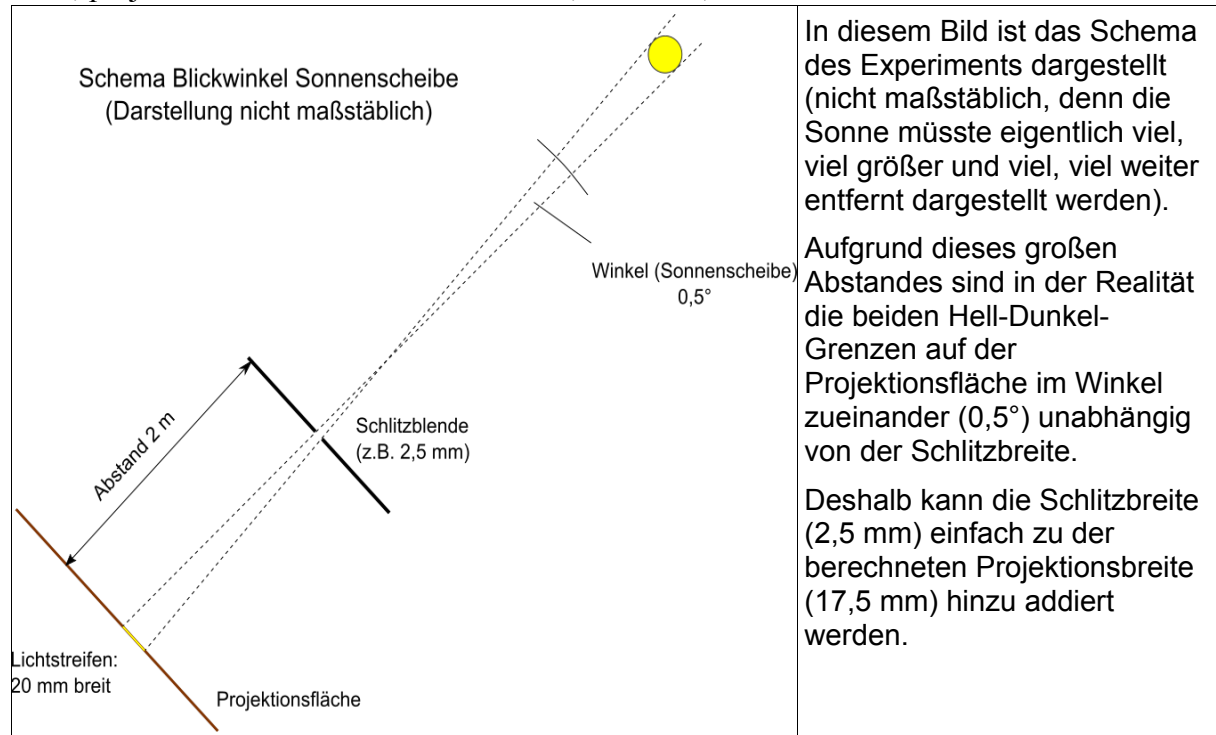 Schema Blickwinkel Sonnenscheibe
(Darstellung nicht maßstäblich)
Winkel (Sonnenscheibe)
0,5°
Abstand 2 m
Schlitzblende
(z.B. 2,5 mm)
Lichtstreifen:
20 mm breit
Projektionsfläche
In diesem Bild ist das Schema
des Experiments dargestellt
(nicht maßstäblich, denn die
Sonne müsste eigentlich viel,
viel größer und viel, viel weiter
entfernt dargestellt werden).
Aufgrund dieses großen
Abstandes sind in der Realität
die beiden Hell-Dunkel-
Grenzen auf der
Projektionsfläche im Winkel
zueinander (0,5°) unabhängig
von der Schlitzbreite.
Deshalb kann die Schlitzbreite
(2,5 mm) einfach zu der
berechneten Projektionsbreite
(17,5 mm) hinzu addiert
werden.